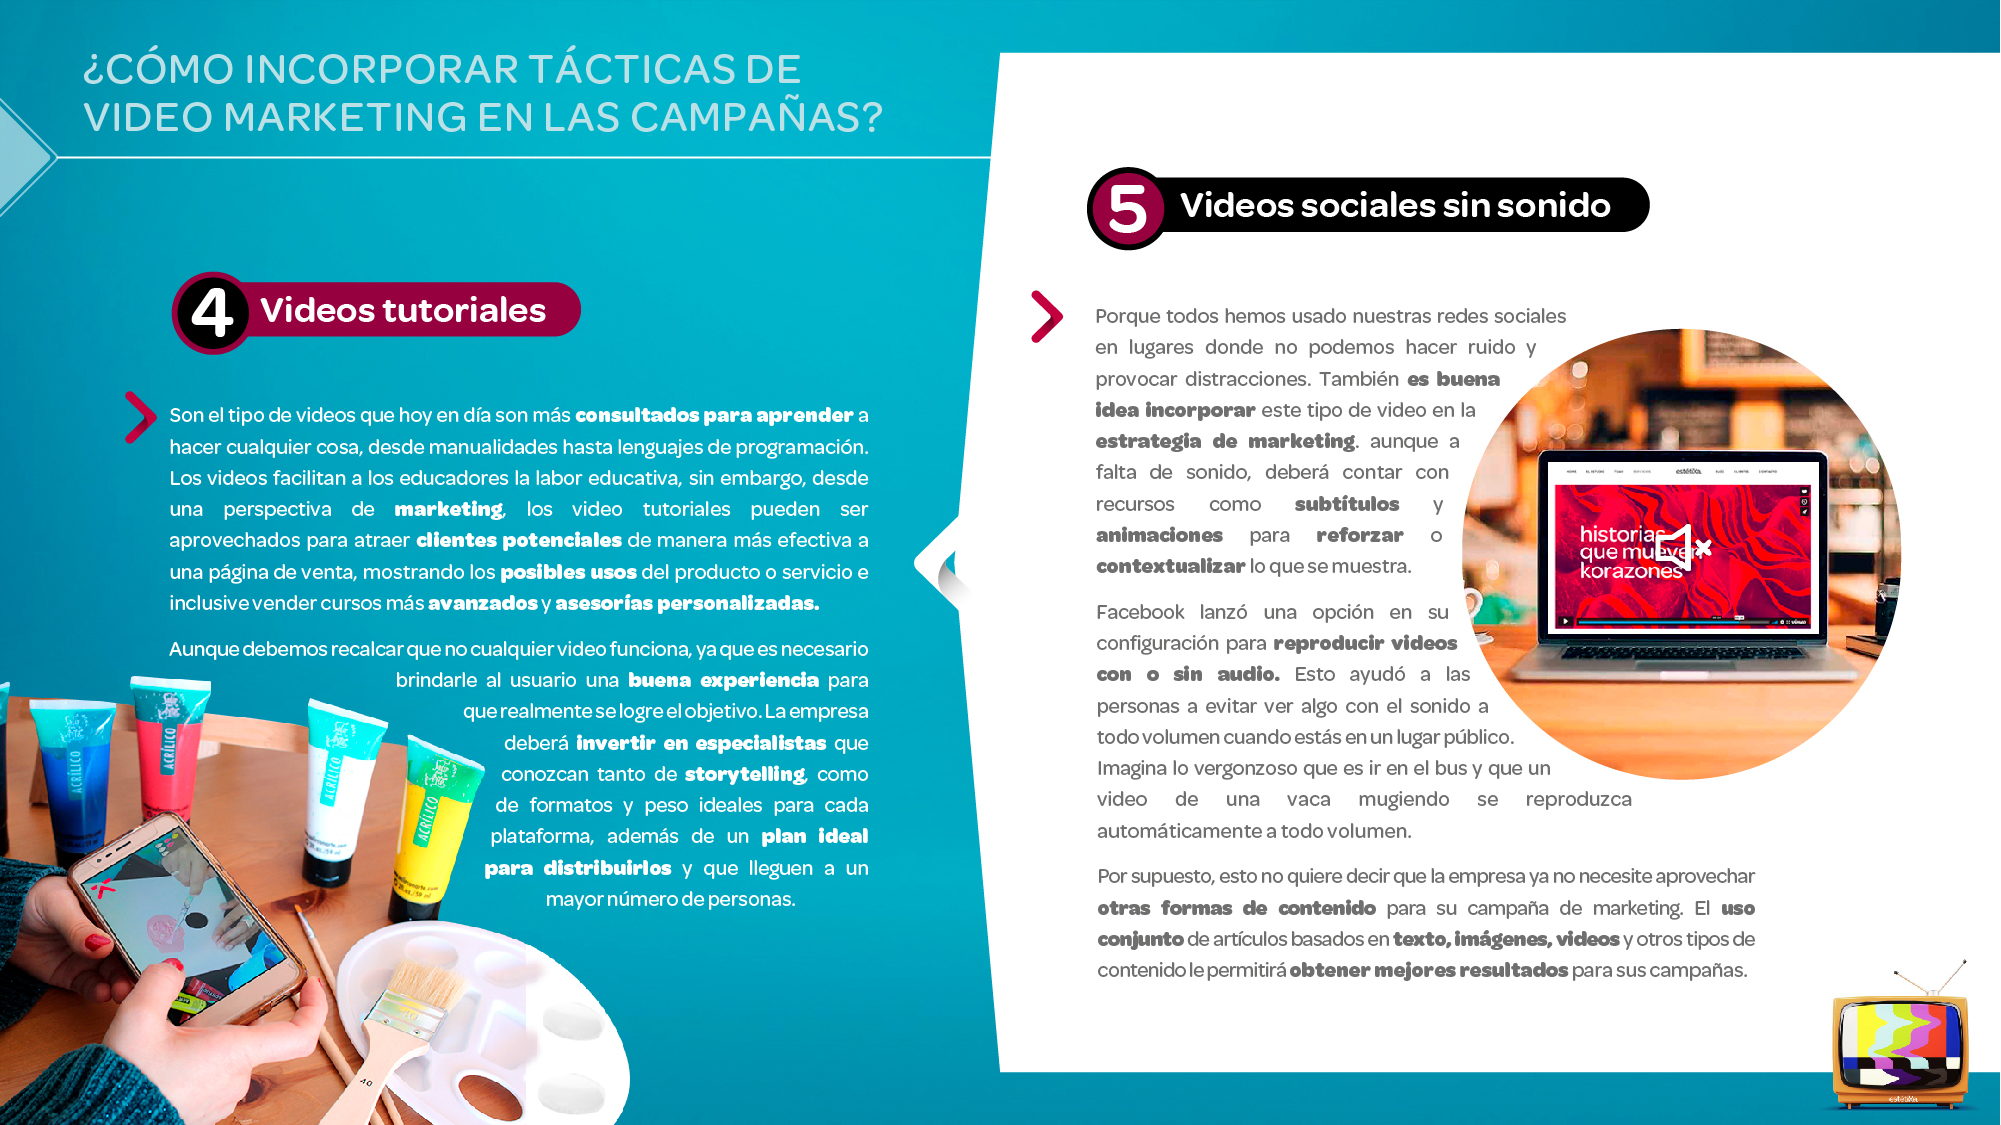 ¿CÓMO INCORPORAR TÁCTICAS DE
VIDEO MARKETING EN LAS CAMPAÑAS?
4 Videos tutoriales
Son el tipo de videos que hoy en día son más consultados para aprender a
hacer cualquier cosa, desde manualidades hasta lenguajes de programación.
Los videos facilitan a los educadores la labor educativa, sin embargo, desde
una perspectiva de marketing, los video tutoriales pueden ser
aprovechados para atraer clientes potenciales de manera más efectiva a
una página de venta, mostrando los posibles usos del producto o servicio e
inclusive vender cursos más avanzados y asesorías personalizadas.
Aunque debemos recalcar que no cualquier video funciona, ya que es necesario
brindarle al usuario una buena experiencia para
que realmente se logre el objetivo. La empresa
deberá invertir en especialistas que
conozcan tanto de storytelling, como
de formatos y peso ideales para cada
plataforma, además de un plan ideal
para distribuirlos y que lleguen a un
mayor número de personas.
ACRÍLICO
ACRÍLICO
ACRÍLICO
ACRÍLICO
5 Videos sociales sin sonido
Porque todos hemos usado nuestras redes sociales
en lugares donde no podemos hacer ruido y
provocar distracciones. También es buena
idea incorporar este tipo de video en la
estrategia de marketing. aunque a
falta de sonido, deberá contar con
recursos como subtítulos y
animaciones para reforzar o
contextualizar lo que se muestra.
Facebook lanzó una opción en su
configuración para reproducir videos
con o sin audio. Esto ayudó a las
personas a evitar ver algo con el sonido a
todo volumen cuando estás en un lugar público.
Imagina lo vergonzoso que es ir en el bus y que un
video de una vaca mugiendo se reproduzca
automáticamente a todo volumen.
Por supuesto, esto no quiere decir que la empresa ya no necesite aprovechar
otras formas de contenido para su campaña de marketing. El uso
conjunto de artículos basados en texto, imágenes, videos y otros tipos de
contenido le permitirá obtener mejores resultados para sus campañas.
historias
que mueven
korazones
vimeo